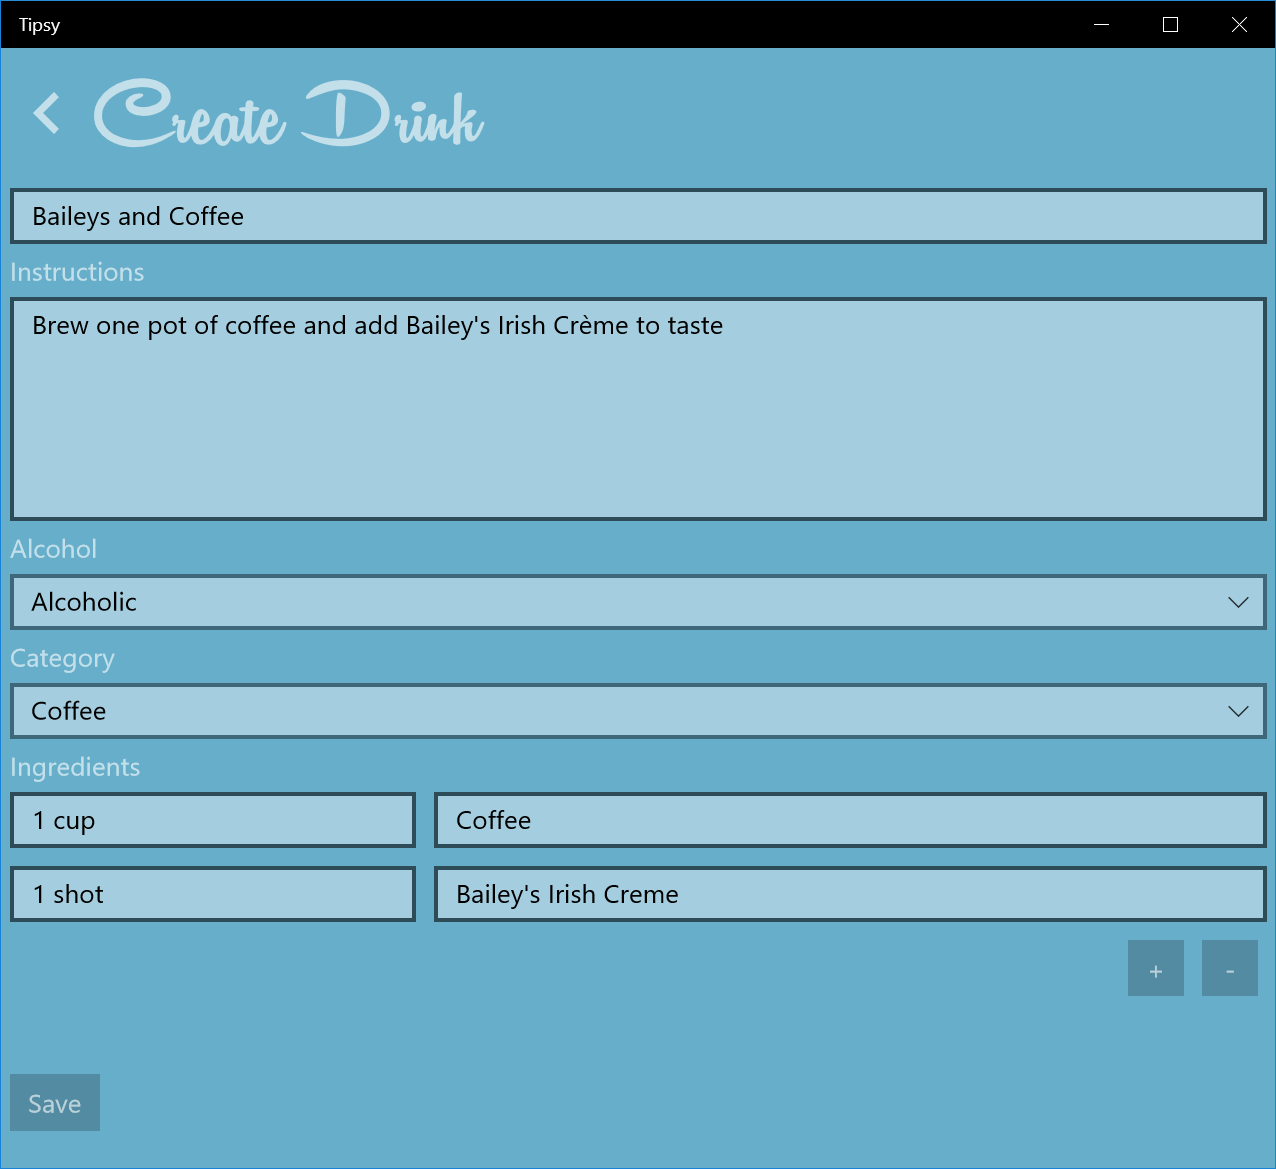 Tipsy
Create Drink
Baileys and Coffee
Instructions
Brew one pot of coffee and add Bailey's Irish Crème to taste
Alcohol
Alcoholic
Category
Coffee
Ingredients
1 cup Coffee
1 shot Bailey's Irish Creme
+ -
Save